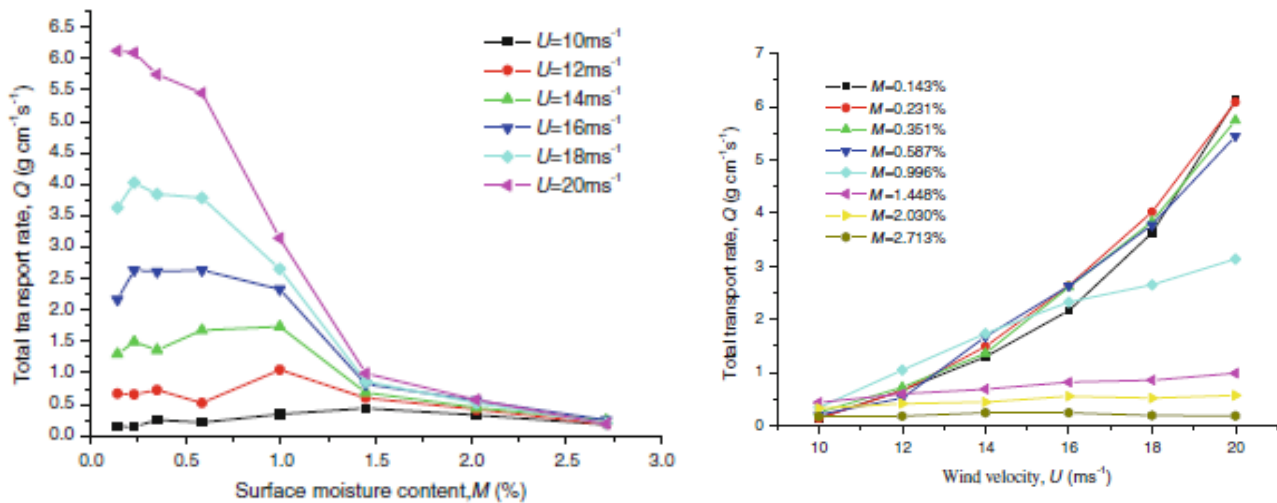 6.5
6.0
5.5
5.0
4.5
4.0
3.5
3.0
2.5
2.0
1.5
1.0
0.5
0.0
Total transport rate, Q (g cm⁻¹s⁻¹)
U=10ms⁻¹
U=12ms⁻¹
U=14ms⁻¹
U=16ms⁻¹
U=18ms⁻¹
U=20ms⁻¹
0.0 0.5 1.0 1.5 2.0 2.5 3.0
Surface moisture content,M (%)
7
6
5
4
3
2
1
0
Total transport rate, Q (g cm⁻¹s⁻¹)
M=0.143%
M=0.231%
M=0.351%
M=0.587%
M=0.996%
M=1.448%
M=2.030%
M=2.713%
10 12 14 16 18 20
Wind velocity, U (ms⁻¹)